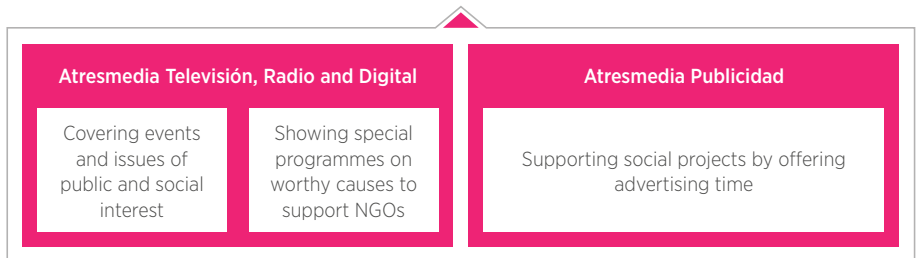 Atresmedia Televisión, Radio and Digital
Covering events
and issues of
public and social
interest
Showing special
programmes on
worthy causes to
support NGOs
Atresmedia Publicidad
Supporting social projects by offering
advertising time